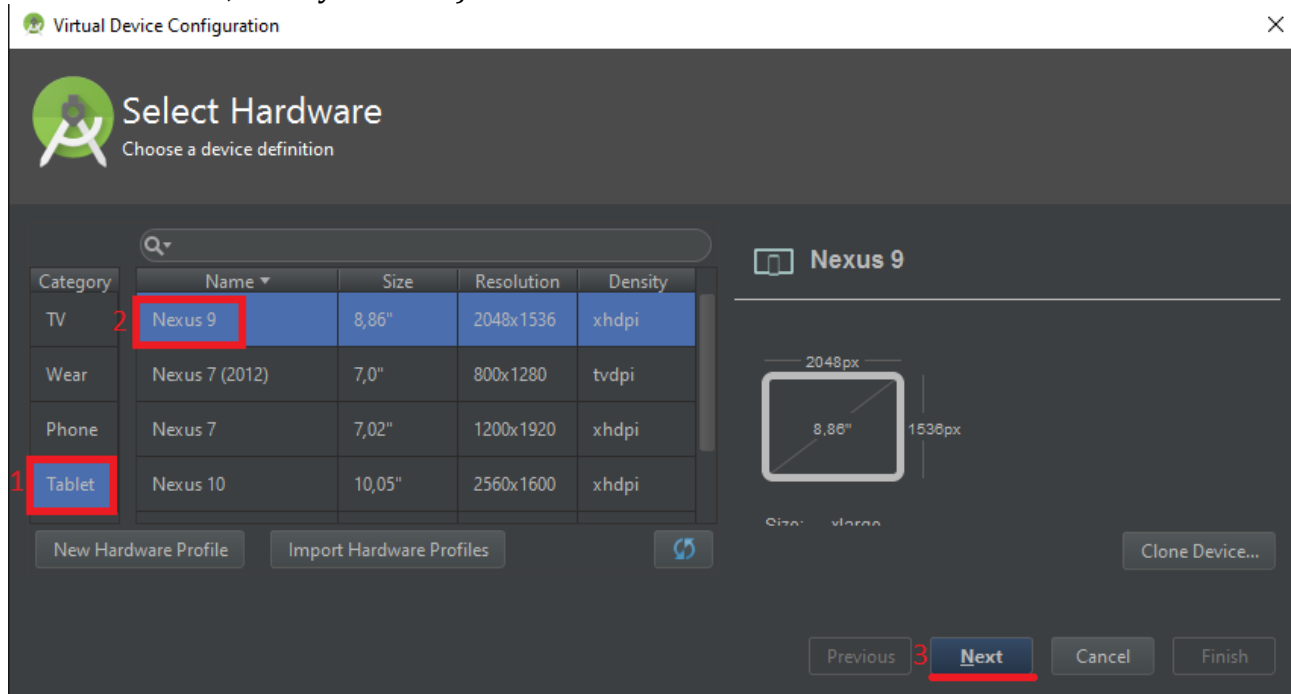 Virtual Device Configuration
Select Hardware
Choose a device definition
Category Name Size Resolution Density
TV 2 Nexus 9 8,86" 2048x1536 xhdpi
Wear Nexus 7 (2012) 7,0" 800x1280 tvdpi
Phone Nexus 7 7,02" 1200x1920 xhdpi
1 Tablet Nexus 10 10,05" 2560x1600 xhdpi
New Hardware Profile Import Hardware Profiles
Nexus 9
2048px
8,86" 1536px
Size: xlarge
Clone Device...
Previous 3 Next Cancel Finish